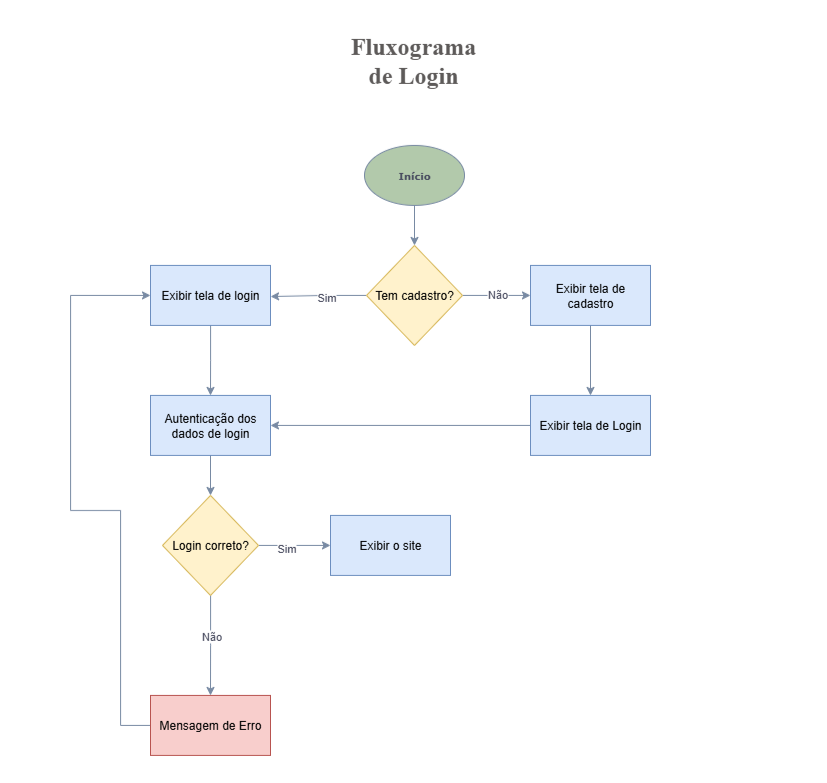 Fluxograma
de Login
Início
Exibir tela de login
Sim
Tem cadastro?
Não
Exibir tela de
cadastro
Autenticação dos
dados de login
Exibir tela de Login
Login correto?
Sim
Exibir o site
Não
Mensagem de Erro